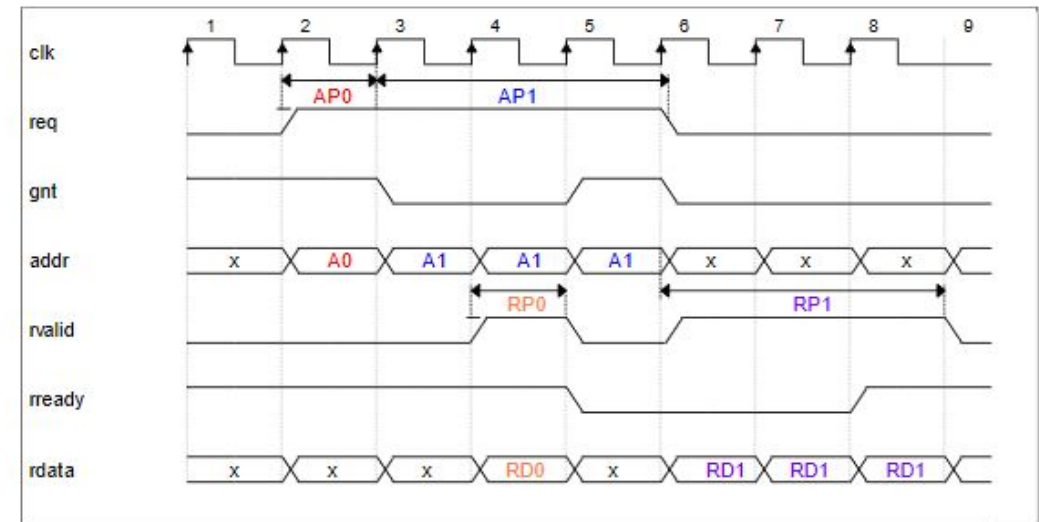 1 2 3 4 5 6 7 8 9
clk
AP0 AP1
req
gnt
addr x A0 A1 A1 A1 x x x
RP0 RP1
rvalid
rready
rdata x x x RD0 x RD1 RD1 RD1